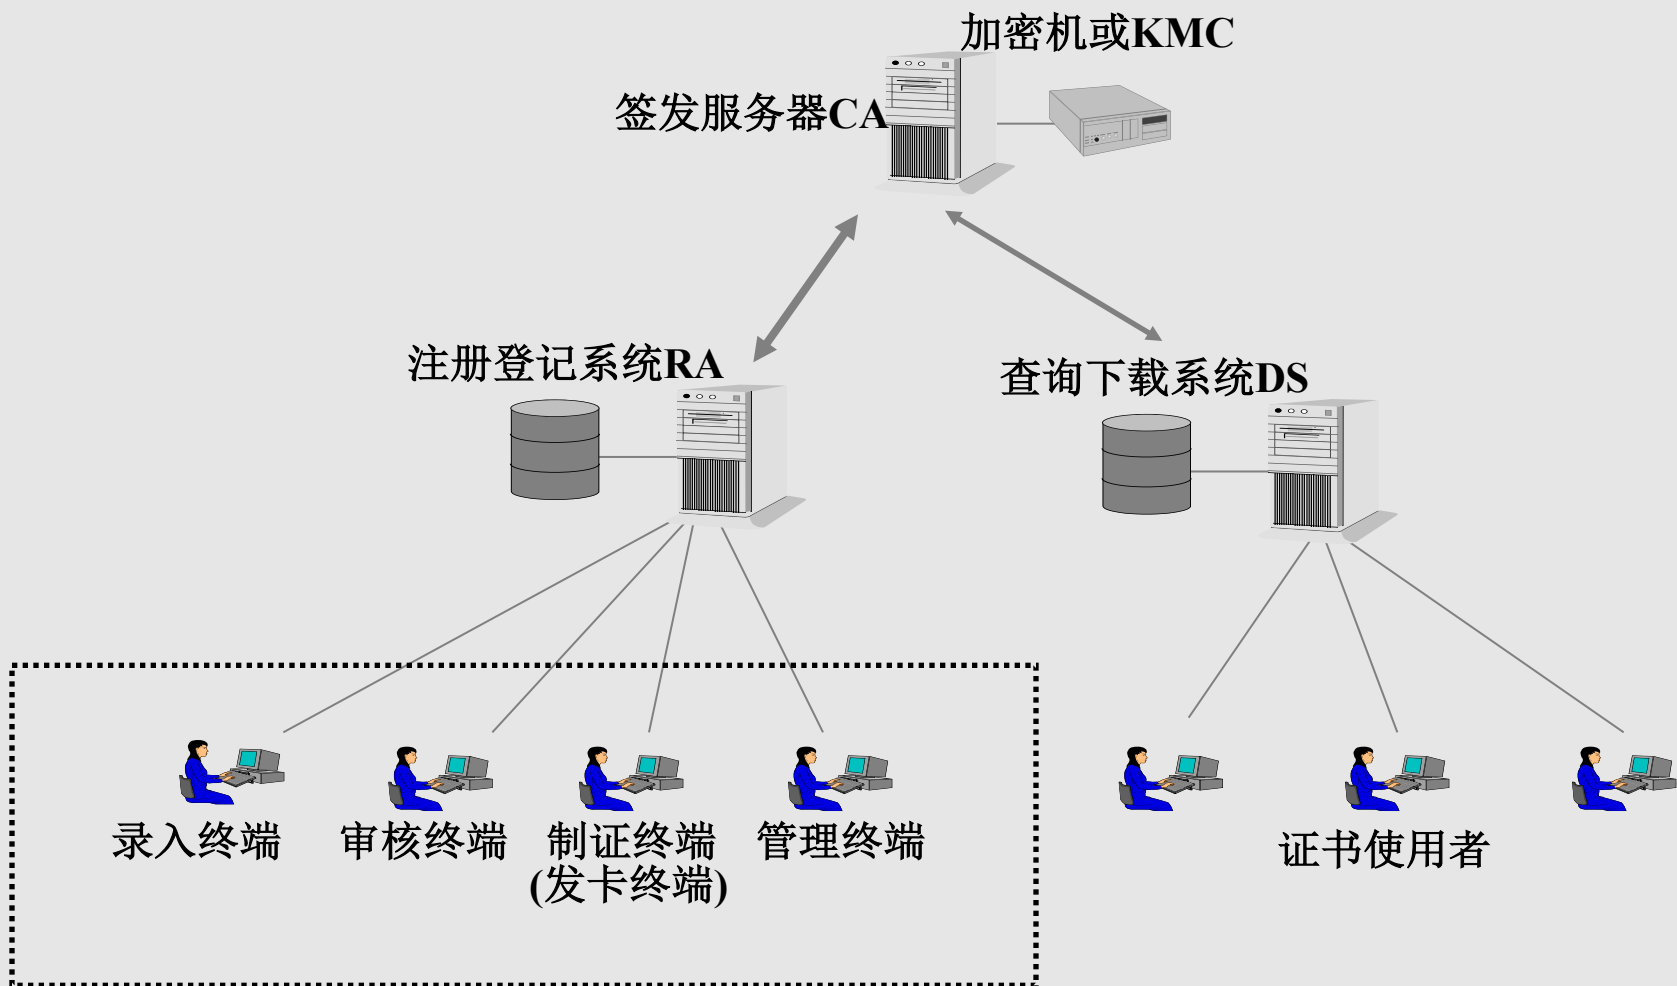 加密机或KMC
签发服务器CA
注册登记系统RA
查询下载系统DS
录入终端
审核终端
制证终端
(发卡终端)
管理终端
证书使用者